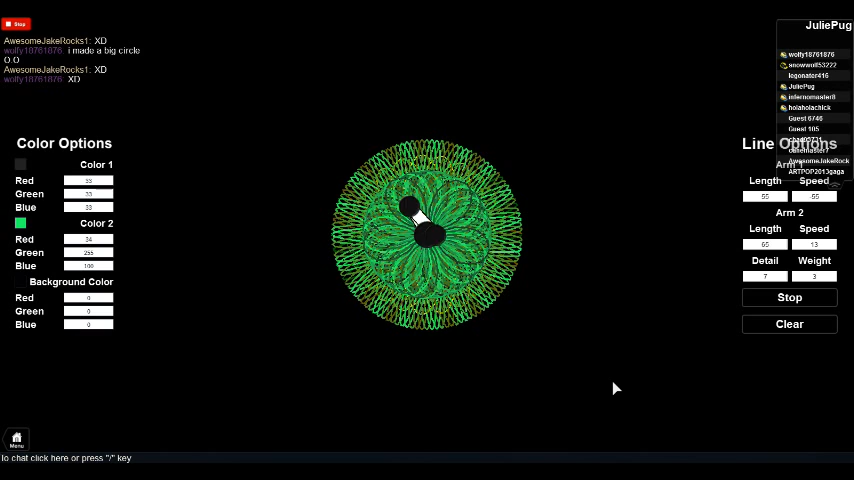 Stop
AwesomeJakeRocks1: XD
wolfy18761876: i made a big circle
O.O
AwesomeJakeRocks1: XD
wolfy18761876: XD
Color Options
Color 1
Red 33
Green 33
Blue 33
Color 2
Red 34
Green 255
Blue 100
Background Color
Red 0
Green 0
Blue 0
Menu
To chat click here or press "/" key
JuliePug
wolfy18761876
snowwolf53222
legonater416
JuliePug
infernomaster8
holaholachick
Guest 6746
Guest 105
AwesomeJakeRock
ARTPOP2013gaga
Line Options
Arm 1
Length Speed
55 -55
Arm 2
Length Speed
65 13
Detail Weight
7 3
Stop
Clear